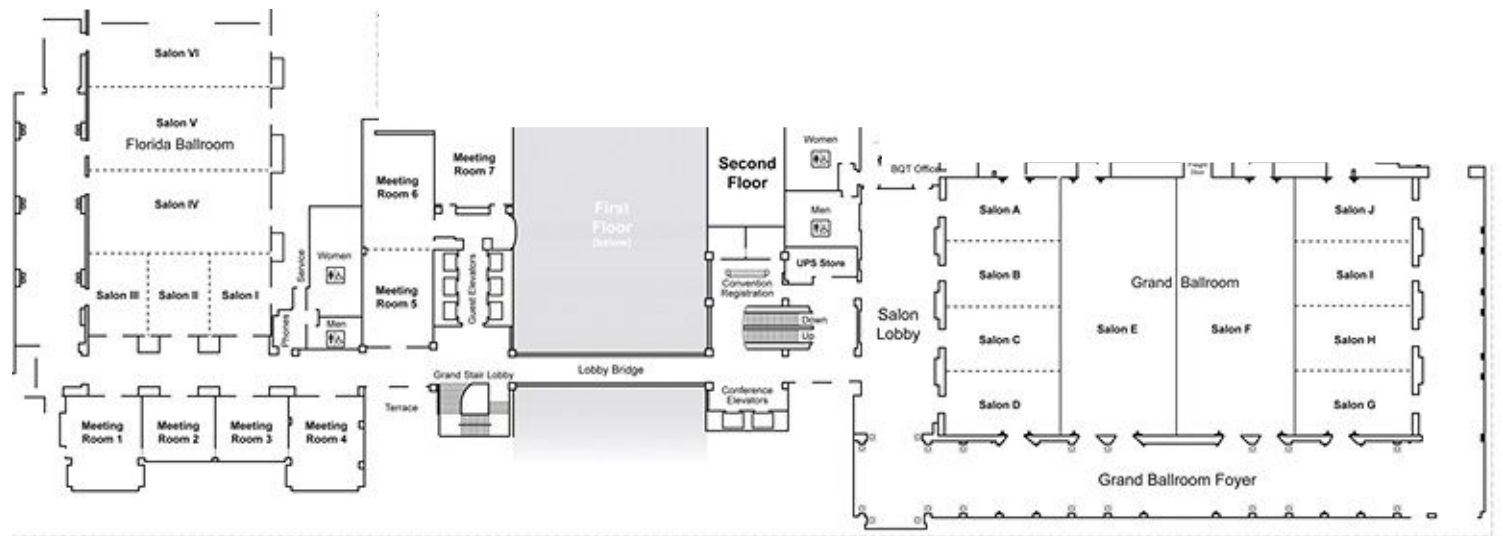 Salon VI
Salon V
Florida Ballroom
Salon IV
Salon III
Salon II
Salon I
Service
Phones
Women
Men
Meeting
Room 1
Meeting
Room 2
Meeting
Room 3
Meeting
Room 4
Meeting
Room 6
Meeting
Room 5
Meeting
Room 7
Guest Elevators
Grand Stair Lobby
Terrace
First
Floor
(below)
Lobby Bridge
Second
Floor
Women
Men
UPS Store
Convention
Registration
Down
Up
Conference
Elevators
BQT Office
Salon
Lobby
Salon A
Salon B
Salon C
Salon D
Grand Ballroom
Salon E
Salon F
Salon J
Salon I
Salon H
Salon G
Grand Ballroom Foyer